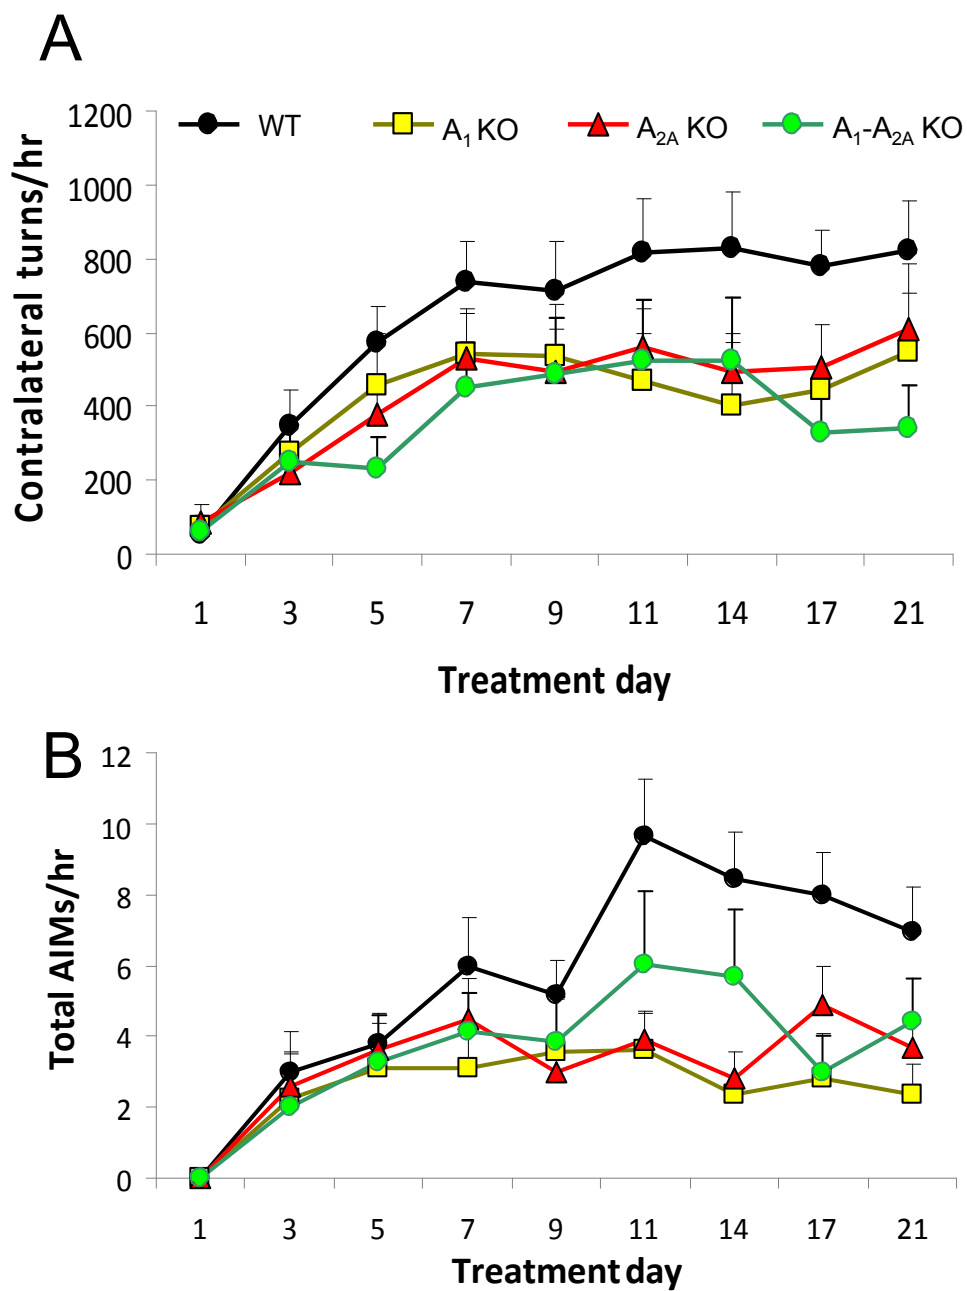 A
1200
WT
A₁ KO
A₂A KO
A₁-A₂A KO
1000
800
600
400
200
0
Contralateral turns/hr
1 3 5 7 9 11 14 17 21
Treatment day
B
12
10
8
6
4
2
0
Total AIMs/hr
1 3 5 7 9 11 14 17 21
Treatment day